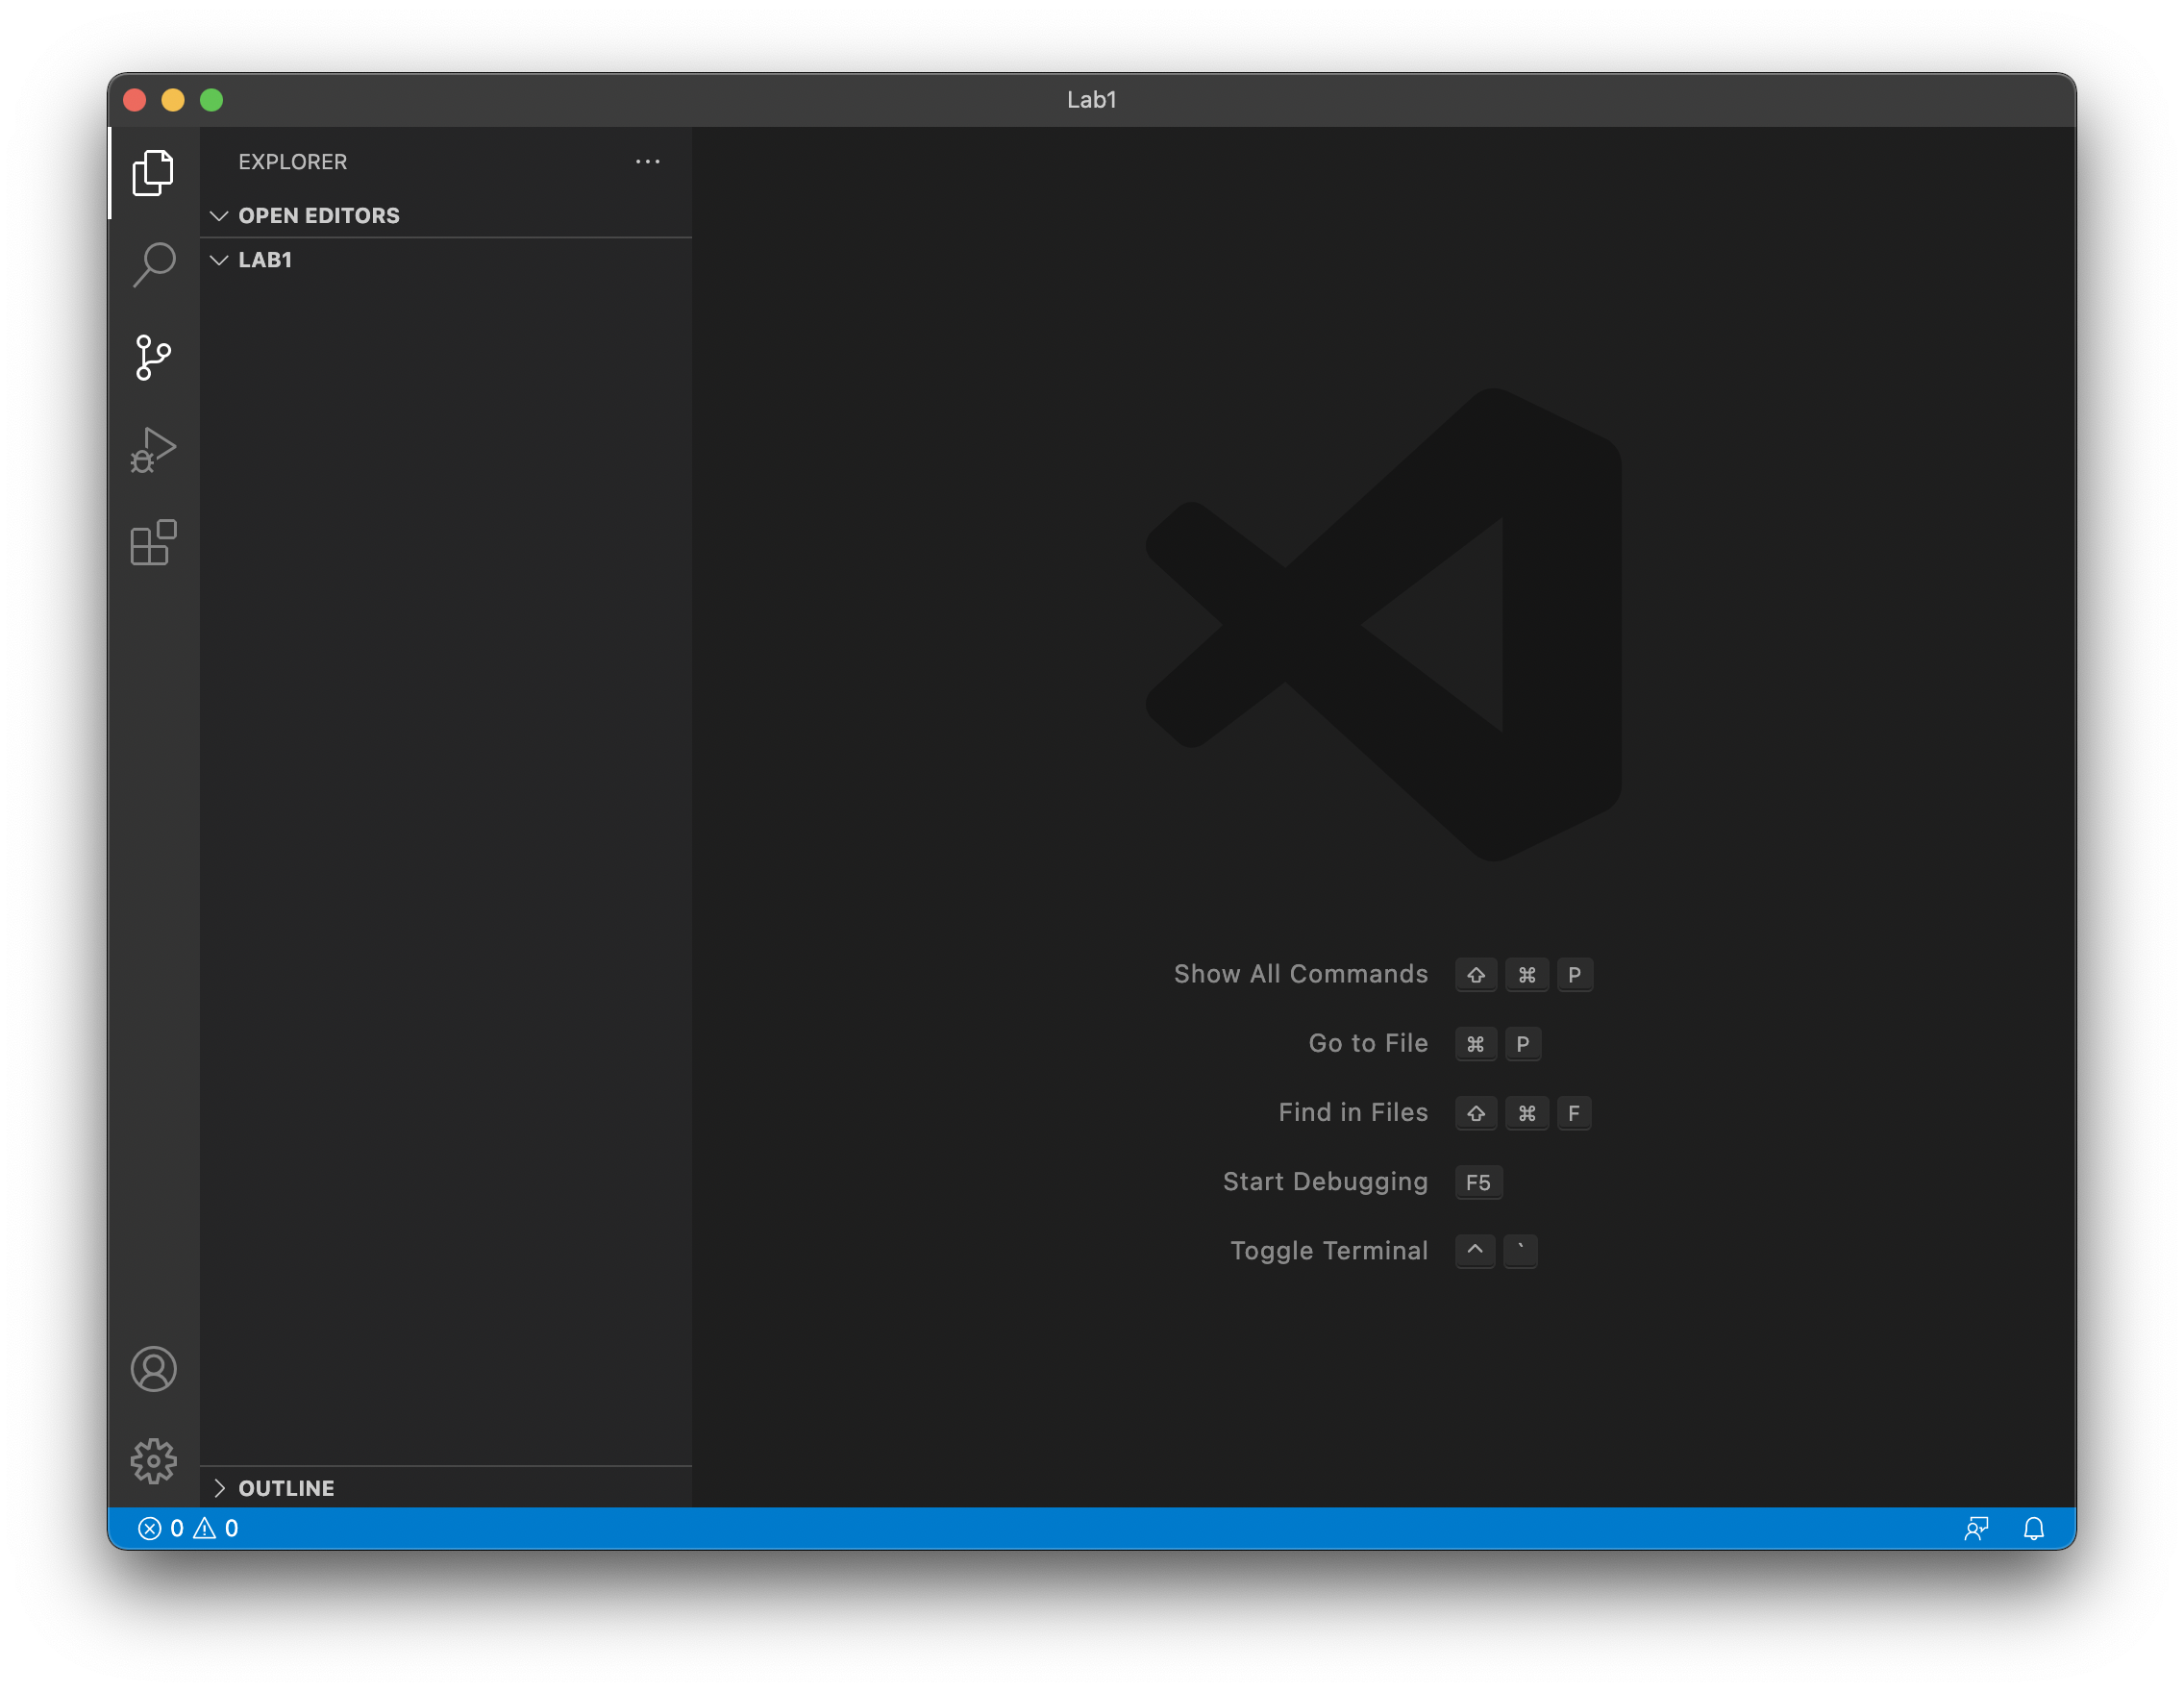 Lab1
EXPLORER
OPEN EDITORS
LAB1
Show All Commands ⇧ ⌘ P
Go to File ⌘ P
Find in Files ⇧ ⌘ F
Start Debugging F5
Toggle Terminal ^ `
OUTLINE
0 0